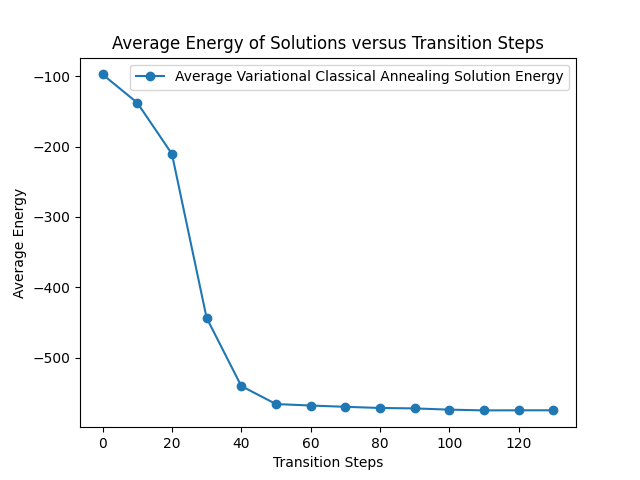 Average Energy of Solutions versus Transition Steps
Average Variational Classical Annealing Solution Energy
Average Energy
−100
−200
−300
−400
−500
0 20 40 60 80 100 120
Transition Steps